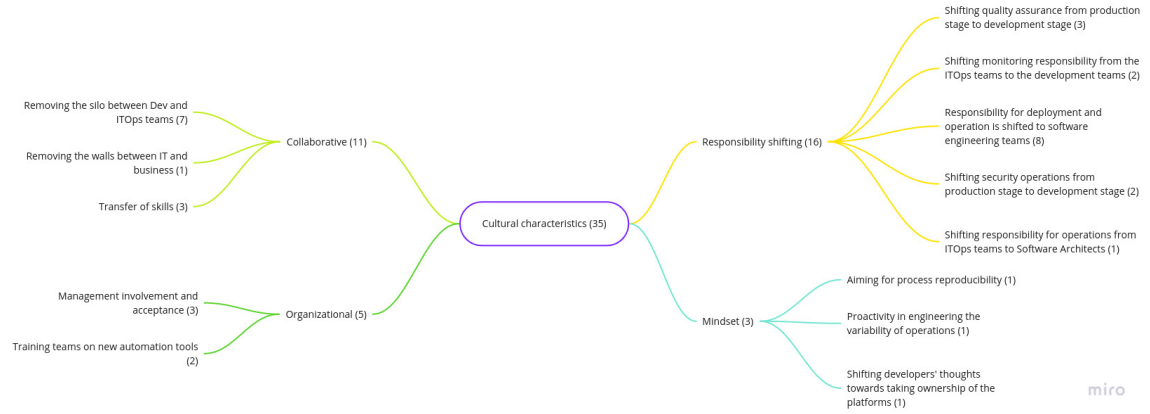 Cultural characteristics (35)
Collaborative (11)
Removing the silo between Dev and
ITOps teams (7)
Removing the walls between IT and
business (1)
Transfer of skills (3)
Organizational (5)
Management involvement and
acceptance (3)
Training teams on new automation tools
(2)
Responsibility shifting (16)
Shifting quality assurance from production
stage to development stage (3)
Shifting monitoring responsibility from the
ITOps teams to the development teams (2)
Responsibility for deployment and
operation is shifted to software
engineering teams (8)
Shifting security operations from
production stage to development stage (2)
Shifting responsibility for operations from
ITOps teams to Software Architects (1)
Mindset (3)
Aiming for process reproducibility (1)
Proactivity in engineering the
variability of operations (1)
Shifting developers' thoughts
towards taking ownership of the
platforms (1)
miro